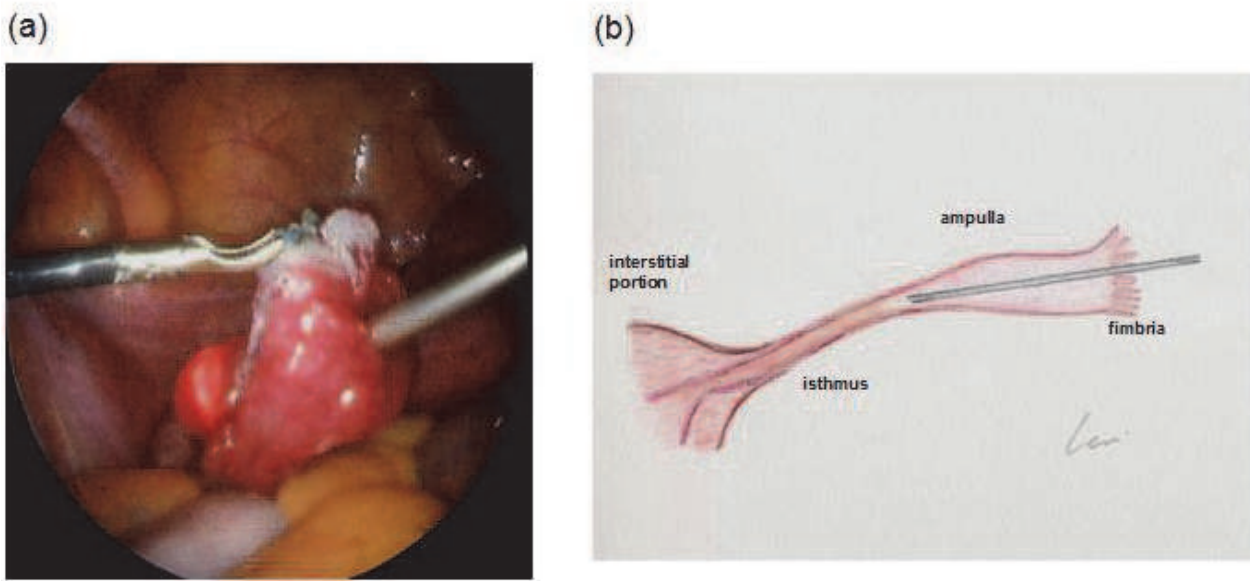 (a)
(b)
ampulla
interstitial
portion
fimbria
isthmus